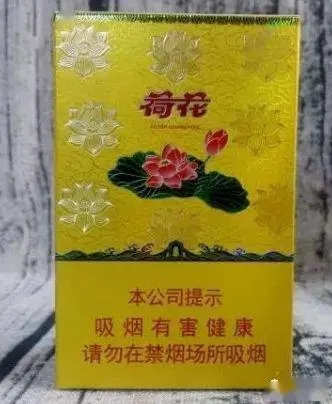 荷花
本公司提示
吸烟有害健康
请勿在禁烟场所吸烟